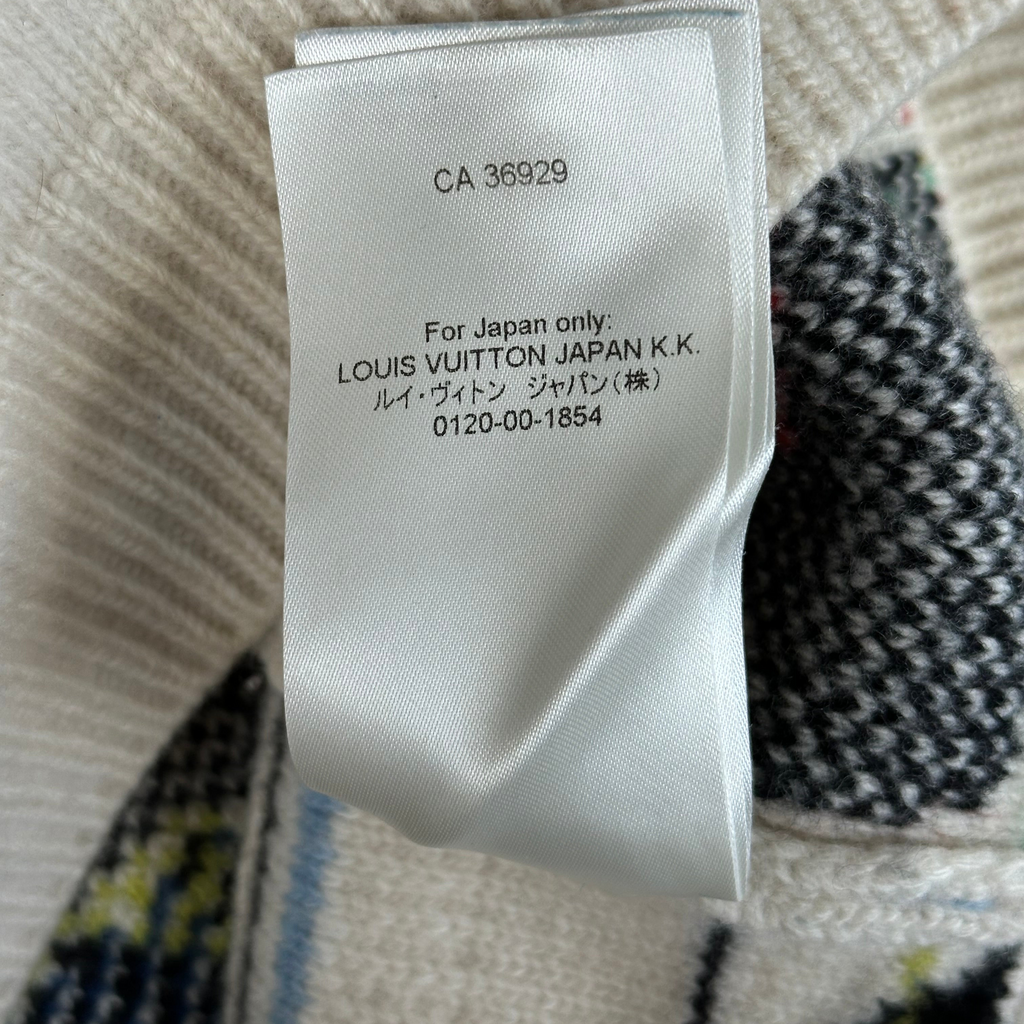 CA 36929
For Japan only:
LOUIS VUITTON JAPAN K.K.
ルイ・ヴィトン ジャパン(株)
0120-00-1854